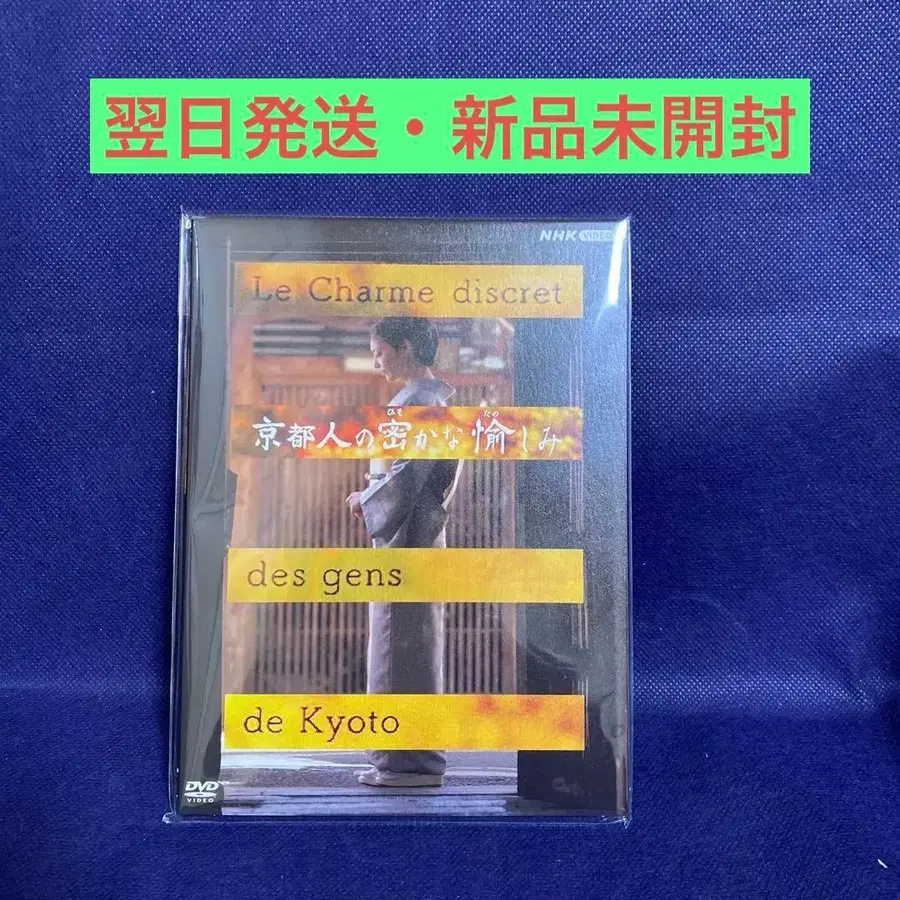 翌日発送・新品未開封
NHK VIDEO
Le Charme discret
ひそ たの
京都人の密かな愉しみ
des gens
de Kyoto
DVD
VIDEO